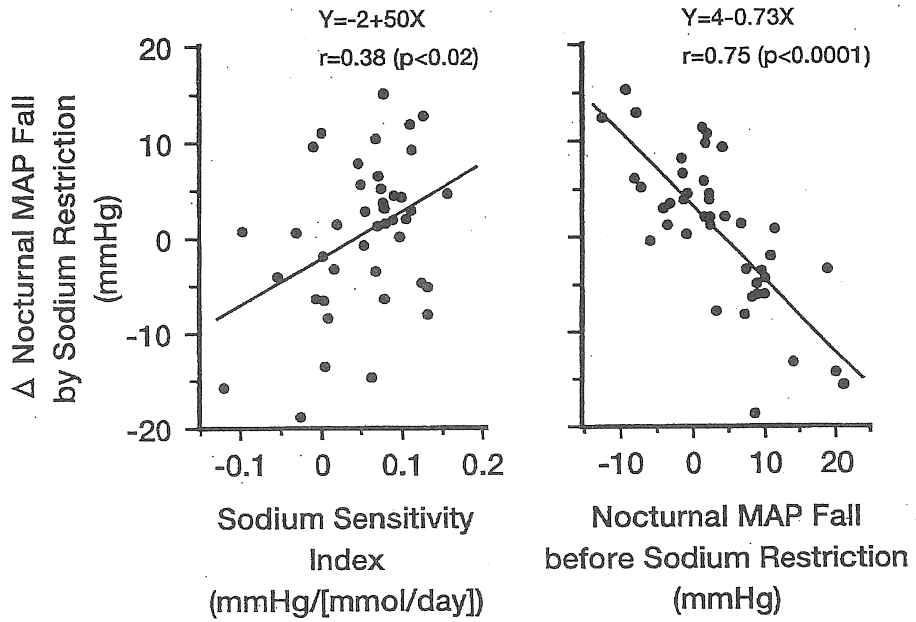 Y=-2+50X
r=0.38 (p<0.02)
Y=4-0.73X
r=0.75 (p<0.0001)
Δ Nocturnal MAP Fall
by Sodium Restriction
(mmHg)
20
10
0
-10
-20
-0.1 0 0.1 0.2
Sodium Sensitivity
Index
(mmHg/[mmol/day])
-10 0 10 20
Nocturnal MAP Fall
before Sodium Restriction
(mmHg)